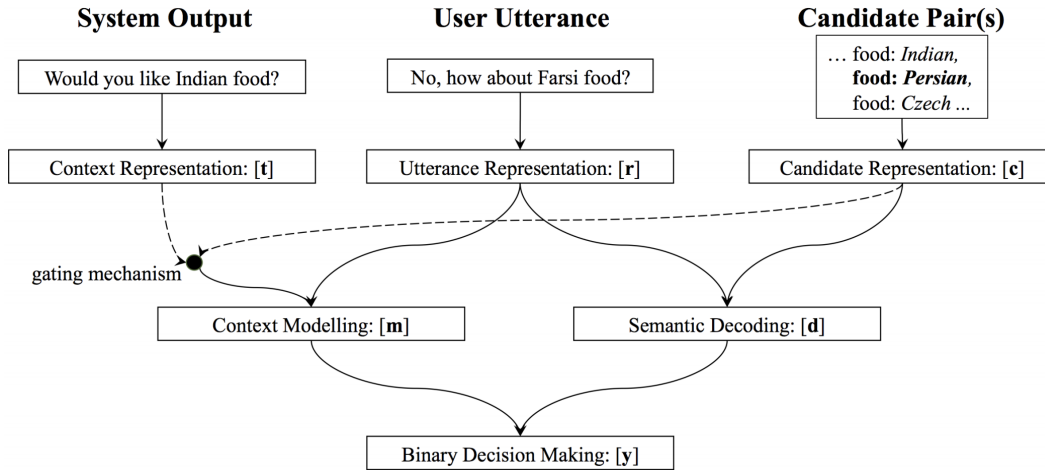 System Output
User Utterance
Candidate Pair(s)
Would you like Indian food?
No, how about Farsi food?
... food: Indian,
food: Persian,
food: Czech ...
Context Representation: [t]
Utterance Representation: [r]
Candidate Representation: [c]
gating mechanism
Context Modelling: [m]
Semantic Decoding: [d]
Binary Decision Making: [y]